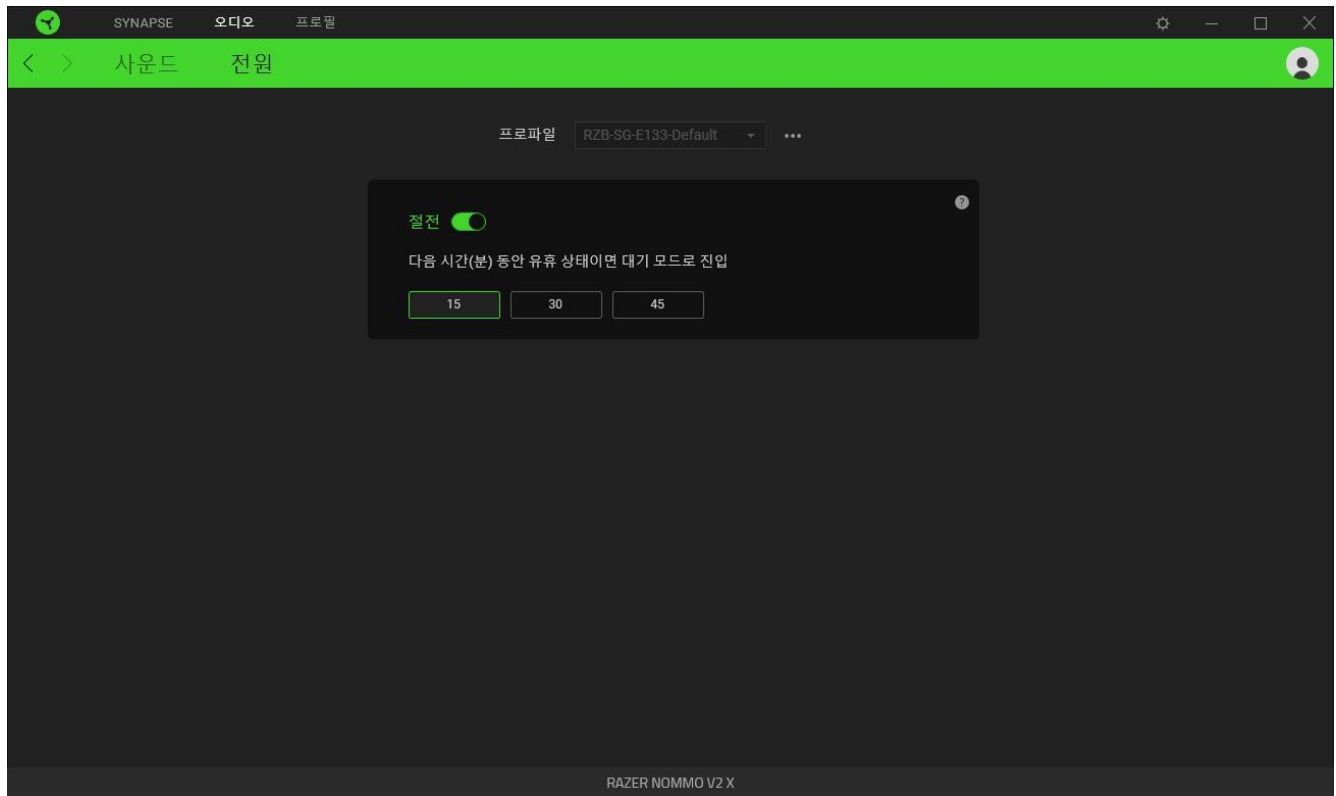 SYNAPSE 오디오 프로필
사운드 전원
프로파일 RZB-SG-E133-Default
절전
?
다음 시간(분) 동안 유휴 상태이면 대기 모드로 진입
15 30 45
RAZER NOMMO V2 X